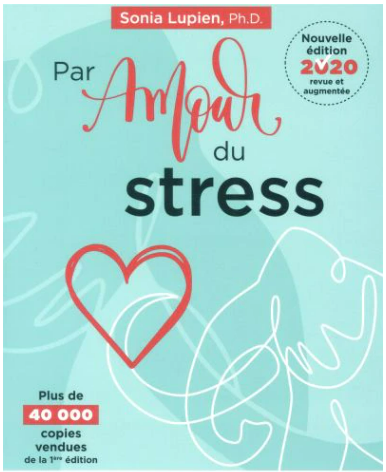 Sonia Lupien, Ph.D.
Nouvelle
édition
2020
revue et
augmentée
Par Amour
du
stress
Plus de
40 000
copies
vendues
de la 1ère édition